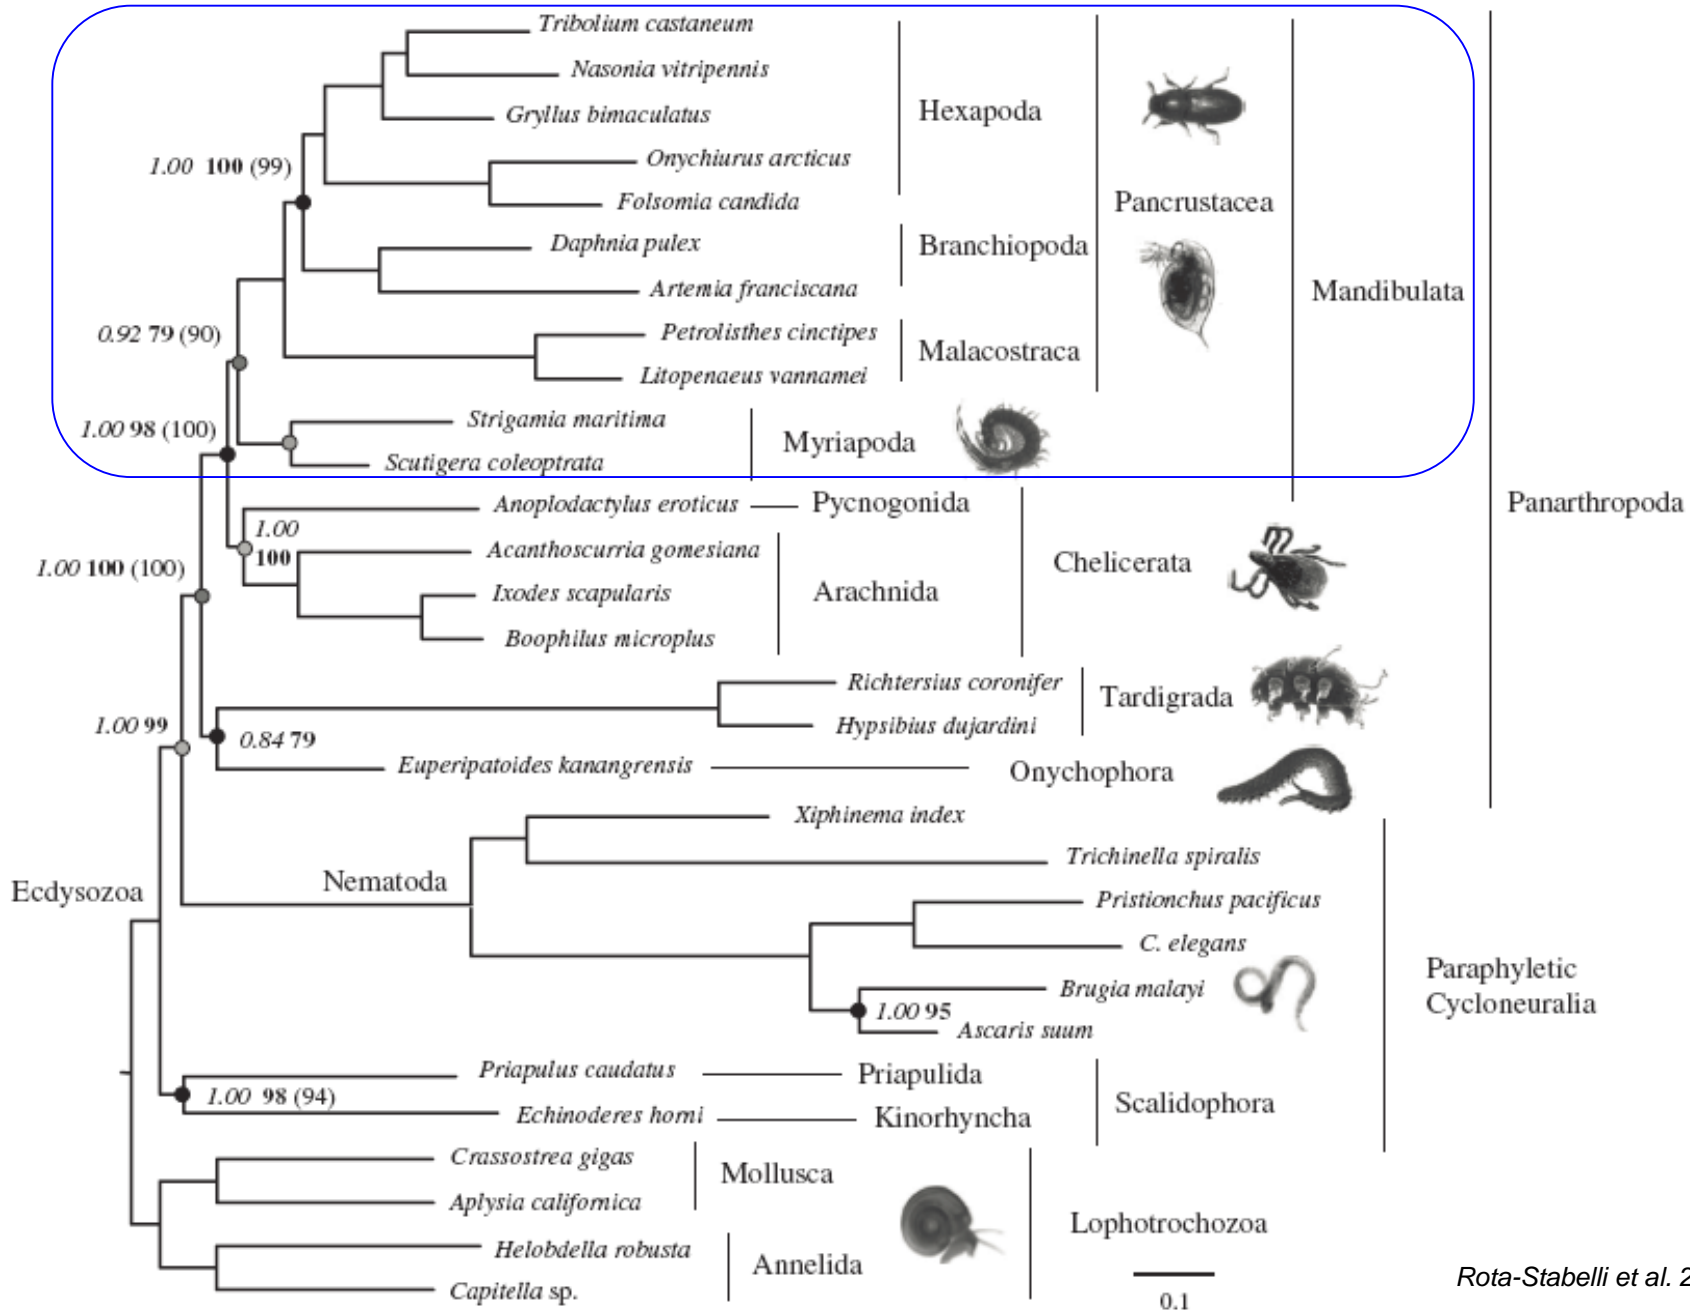 Tribolium castaneum
Nasonia vitripennis
Gryllus bimaculatus
Hexapoda
1.00 100 (99)
Onychiurus arcticus
Folsomia candida
Pancrustacea
Daphnia pulex
Branchiopoda
Artemia franciscana
Mandibulata
0.92 79 (90)
Petrolisthes cinctipes
Malacostraca
Litopenaeus vannamei
Strigamia maritima
1.00 98 (100)
Myriapoda
Scutigera coleoptrata
Anoplodactylus eroticus
Pycnogonida
Panarthropoda
1.00
100
Acanthoscurria gomesiana
Chelicerata
1.00 100 (100)
Ixodes scapularis
Arachnida
Boophilus microplus
Richtersius coronifer
Tardigrada
1.00 99
0.84 79
Hypsibius dujardini
Euperipatoides kanangrensis
Onychophora
Xiphinema index
Trichinella spiralis
Ecdysozoa
Nematoda
Pristionchus pacificus
C. elegans
Paraphyletic
Cycloneuralia
Brugia malayi
1.00 95
Ascaris suum
Priapulus caudatus
Priapulida
1.00 98 (94)
Scalidophora
Echinoderes horni
Kinorhyncha
Crassostrea gigas
Mollusca
Aplysia californica
Lophotrochozoa
Helobdella robusta
Annelida
Capitella sp.
0.1
Rota-Stabelli et al. 2